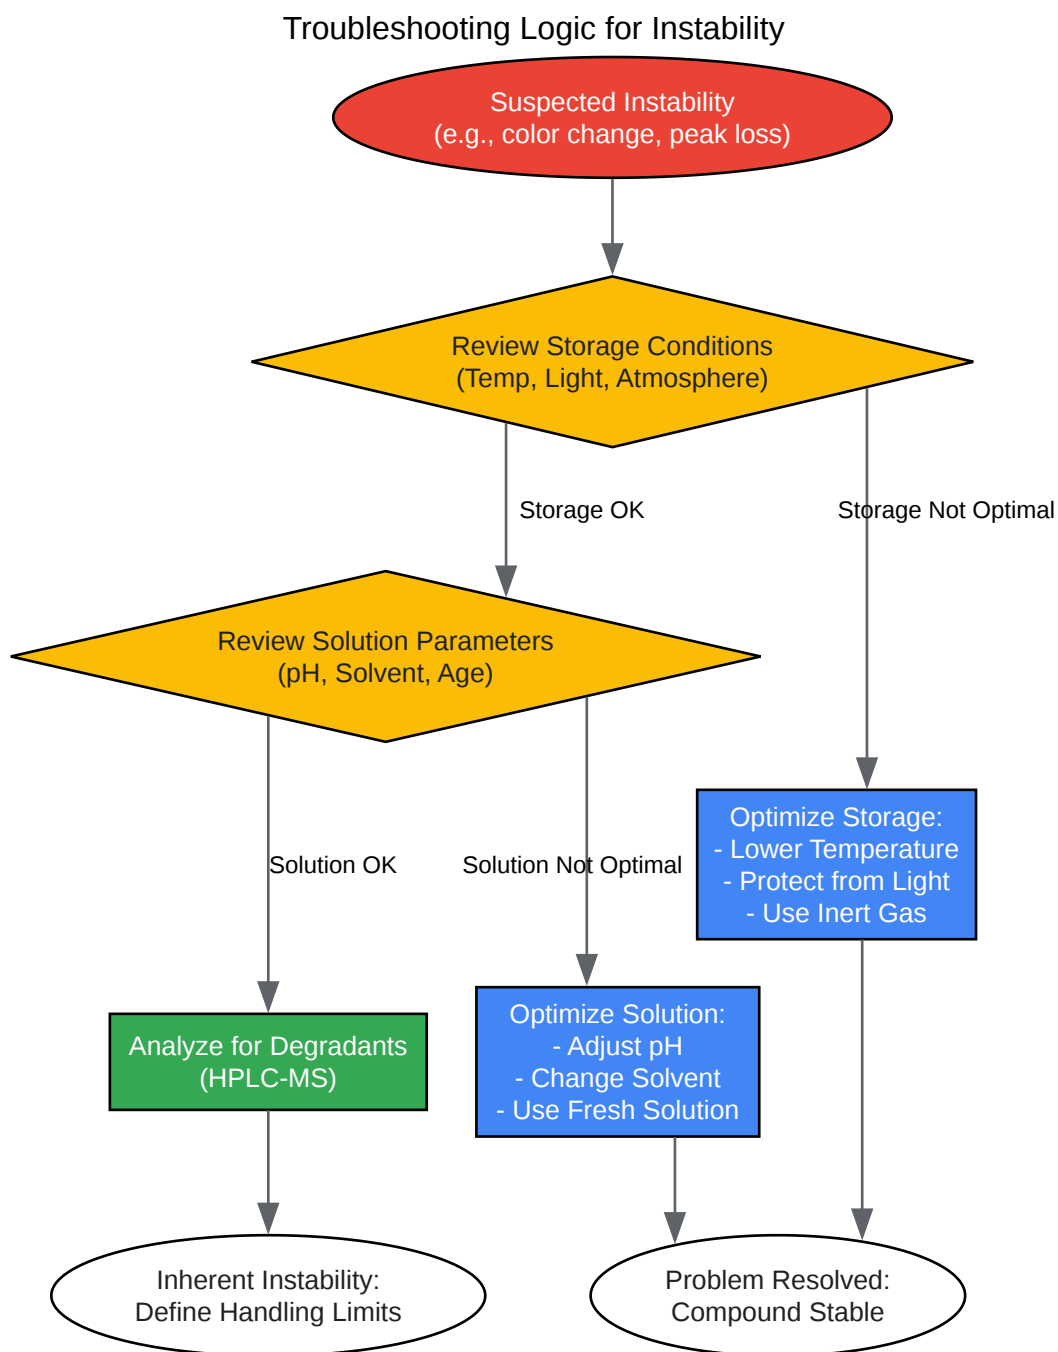 Troubleshooting Logic for Instability
Suspected Instability
(e.g., color change, peak loss)
Review Storage Conditions
(Temp, Light, Atmosphere)
Storage OK
Storage Not Optimal
Review Solution Parameters
(pH, Solvent, Age)
Solution OK
Solution Not Optimal
Optimize Storage:
- Lower Temperature
- Protect from Light
- Use Inert Gas
Analyze for Degradants
(HPLC-MS)
Optimize Solution:
- Adjust pH
- Change Solvent
- Use Fresh Solution
Inherent Instability:
Define Handling Limits
Problem Resolved:
Compound Stable